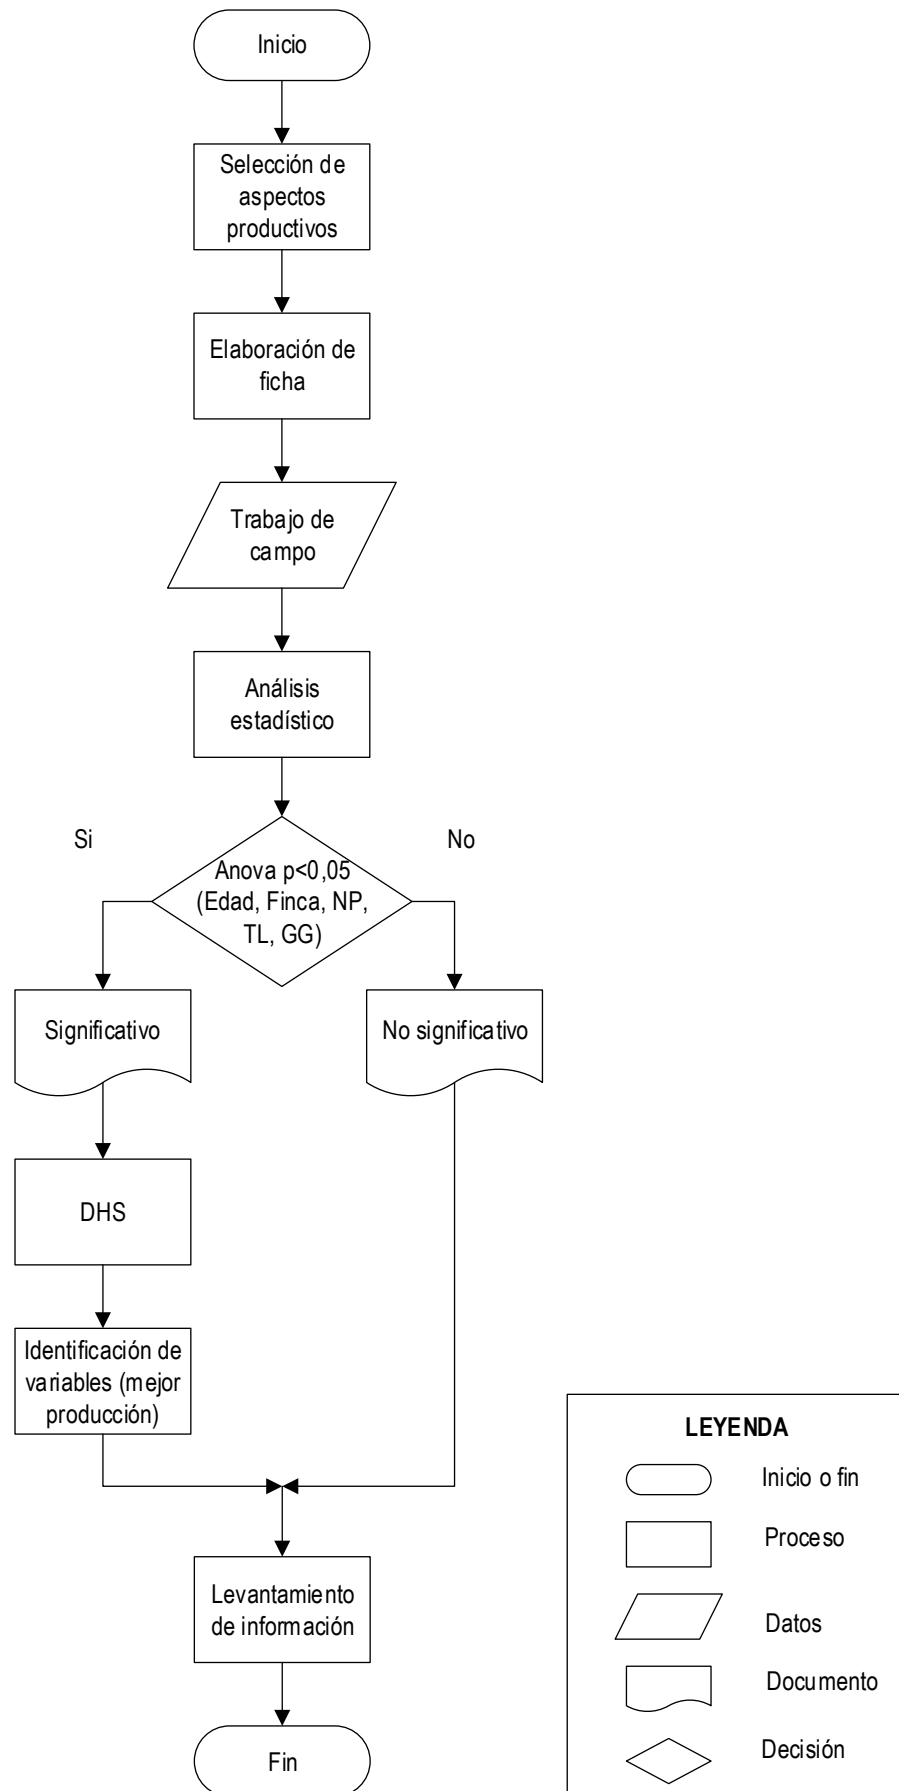 Inicio
Selección de
aspectos
productivos
Elaboración de
ficha
Trabajo de
campo
Análisis
estadístico
Si
No
Anova p<0,05
(Edad, Finca, NP,
TL, GG)
Significativo
No significativo
DHS
Identificación de
variables (mejor
producción)
Levantamiento
de información
Fin
LEYENDA
Inicio o fin
Proceso
Datos
Documento
Decisión